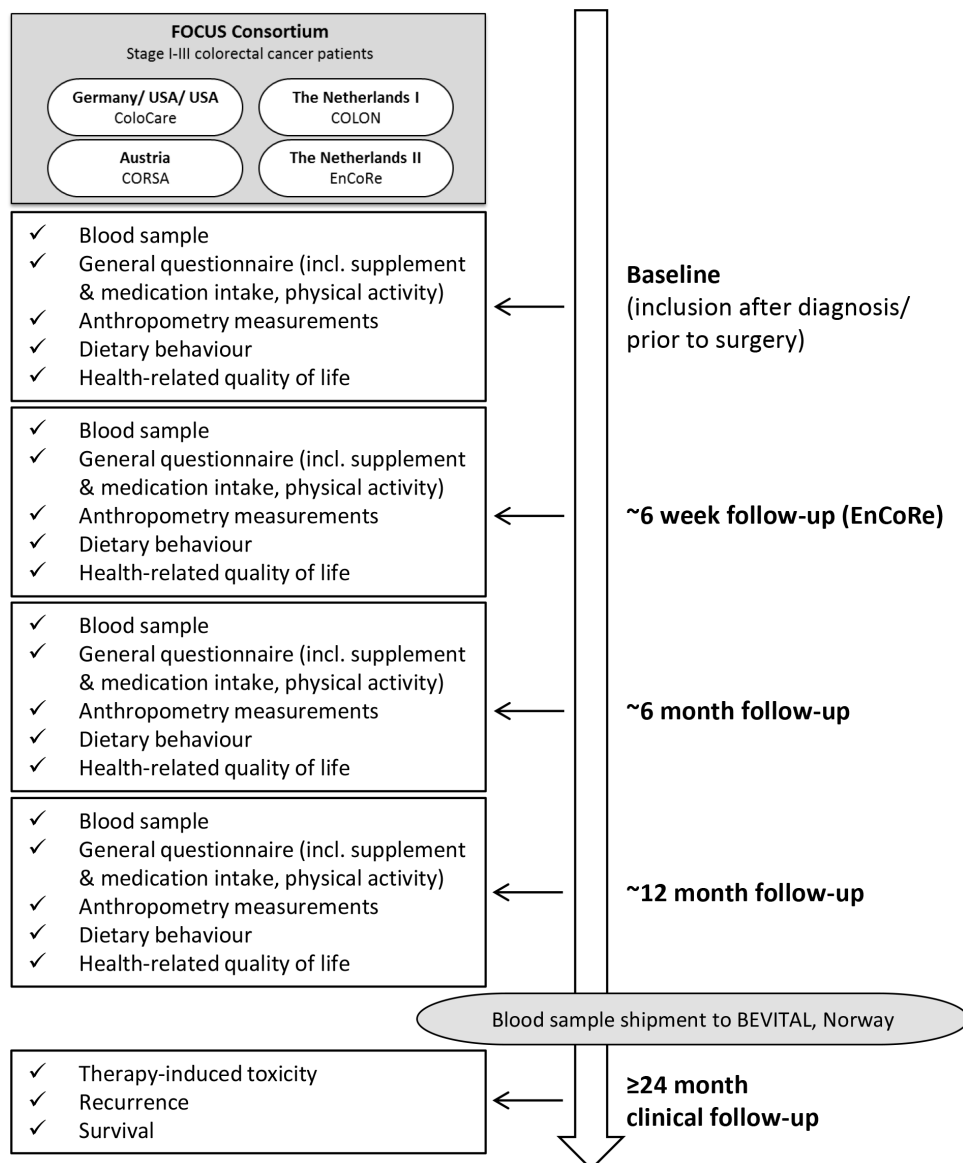 FOCUS Consortium
Stage I-III colorectal cancer patients
Germany/ USA/ USA
ColoCare
The Netherlands I
COLON
Austria
CORSA
The Netherlands II
EnCoRe
✓ Blood sample
✓ General questionnaire (incl. supplement
& medication intake, physical activity)
✓ Anthropometry measurements
✓ Dietary behaviour
✓ Health-related quality of life
Baseline
(inclusion after diagnosis/
prior to surgery)
✓ Blood sample
✓ General questionnaire (incl. supplement
& medication intake, physical activity)
✓ Anthropometry measurements
✓ Dietary behaviour
✓ Health-related quality of life
~6 week follow-up (EnCoRe)
✓ Blood sample
✓ General questionnaire (incl. supplement
& medication intake, physical activity)
✓ Anthropometry measurements
✓ Dietary behaviour
✓ Health-related quality of life
~6 month follow-up
✓ Blood sample
✓ General questionnaire (incl. supplement
& medication intake, physical activity)
✓ Anthropometry measurements
✓ Dietary behaviour
✓ Health-related quality of life
~12 month follow-up
Blood sample shipment to BEVITAL, Norway
✓ Therapy-induced toxicity
✓ Recurrence
✓ Survival
≥24 month
clinical follow-up